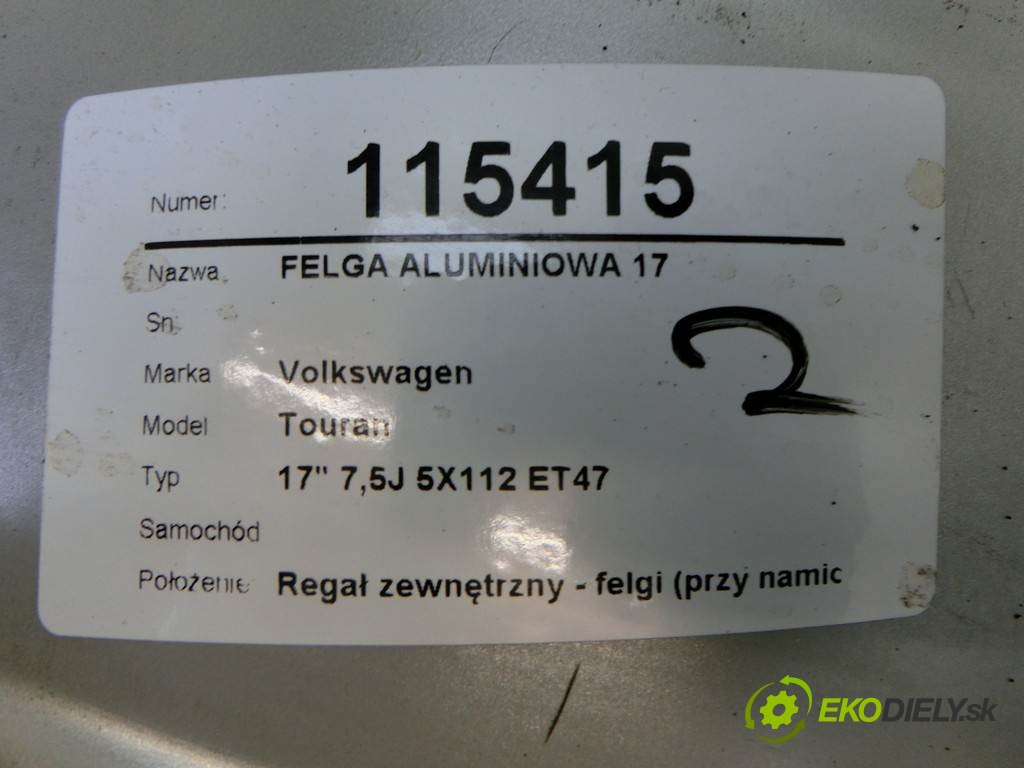 Numer: 115415
Nazwa FELGA ALUMINIOWA 17
Sn
Marka Volkswagen
Model Touran
Typ 17" 7,5J 5X112 ET47
Samochód
Położenie Regał zewnętrzny - felgi (przy namic
EKODIELY.sk